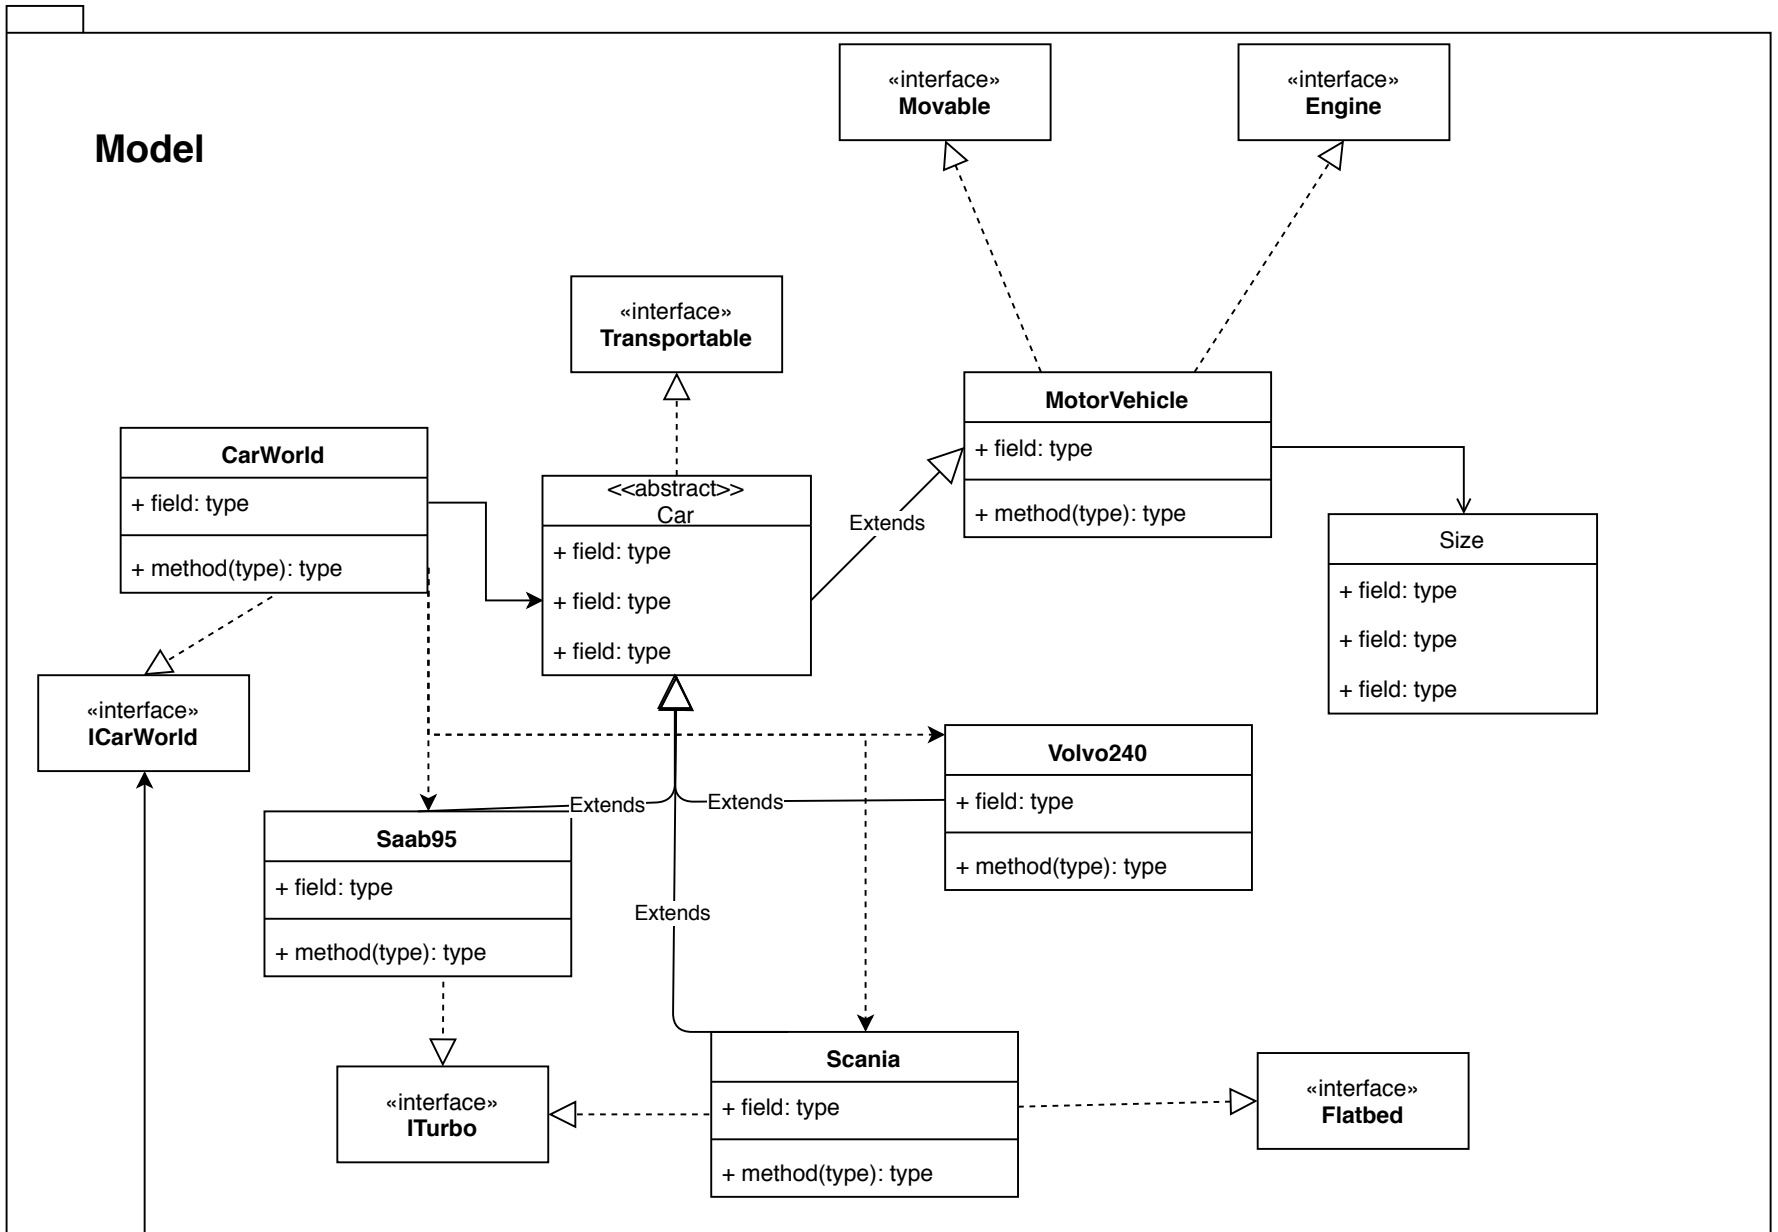 Model
«interface»
Movable
«interface»
Engine
«interface»
Transportable
MotorVehicle
+ field: type
+ method(type): type
CarWorld
+ field: type
+ method(type): type
<<abstract>>
Car
+ field: type
+ field: type
+ field: type
Extends
Size
+ field: type
+ field: type
+ field: type
«interface»
ICarWorld
Volvo240
+ field: type
+ method(type): type
Extends
Extends
Saab95
+ field: type
+ method(type): type
Extends
Scania
+ field: type
+ method(type): type
«interface»
ITurbo
«interface»
Flatbed